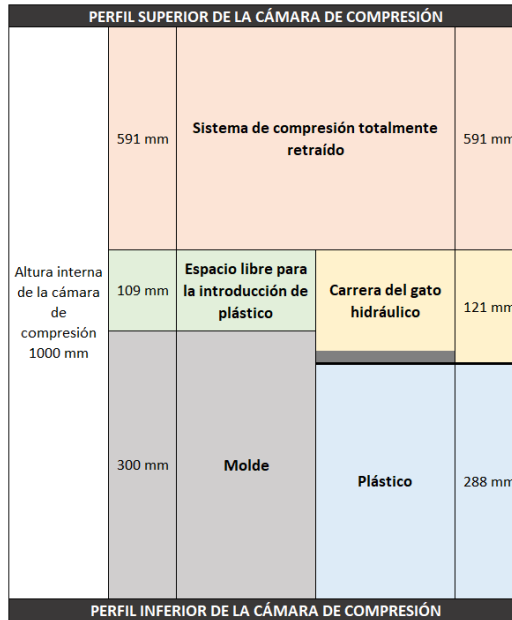 PERFIL SUPERIOR DE LA CÁMARA DE COMPRESIÓN
591 mm
Sistema de compresión totalmente
retraído
591 mm
Altura interna
de la cámara
de
compresión
1000 mm
109 mm
Espacio libre para
la introducción de
plástico
Carrera del gato
hidráulico
121 mm
300 mm
Molde
Plástico
288 mm
PERFIL INFERIOR DE LA CÁMARA DE COMPRESIÓN